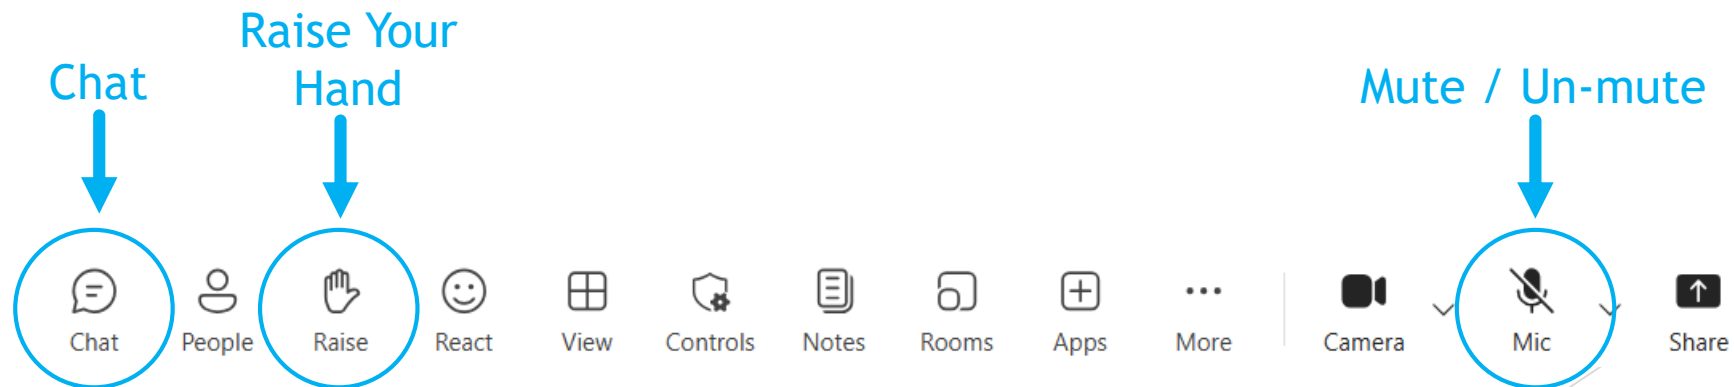 Raise Your
Hand
Chat
Mute / Un-mute
Chat People Raise React View Controls Notes Rooms Apps More Camera Mic Share